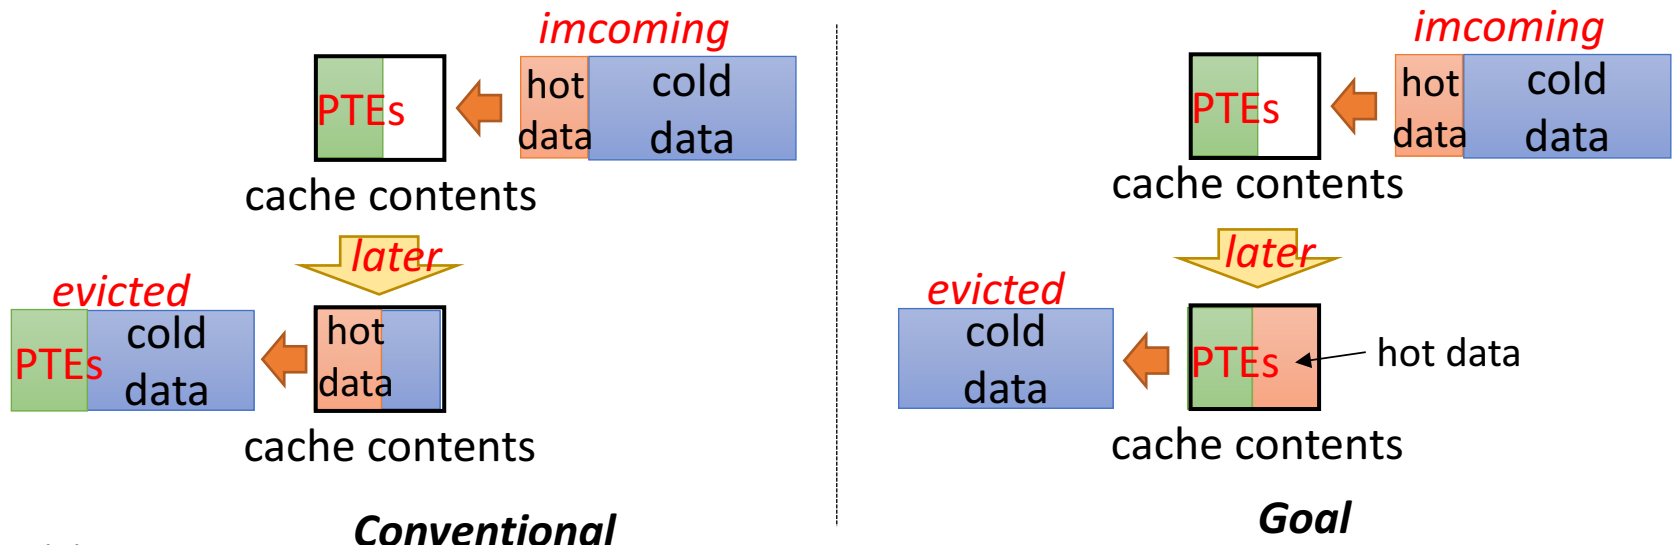 imcoming
PTEs
hot
data
cold
data
cache contents
later
evicted
PTEs
cold
data
hot
data
cache contents
Conventional
imcoming
PTEs
hot
data
cold
data
cache contents
later
evicted
cold
data
PTEs
hot data
cache contents
Goal